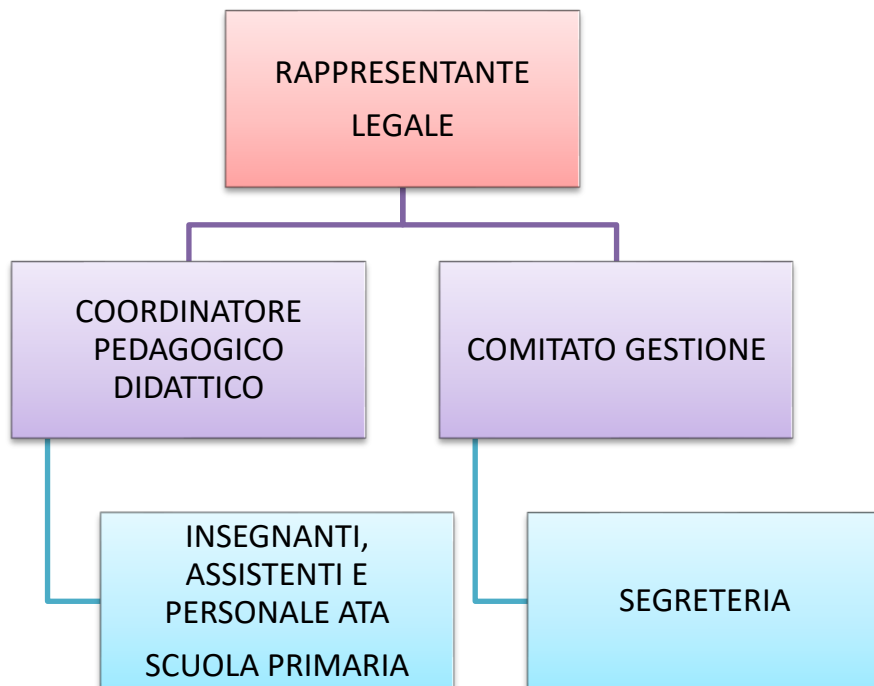 RAPPRESENTANTE
LEGALE
COORDINATORE
PEDAGOGICO
DIDATTICO
COMITATO GESTIONE
INSEGNANTI,
ASSISTENTI E
PERSONALE ATA
SCUOLA PRIMARIA
SEGRETERIA